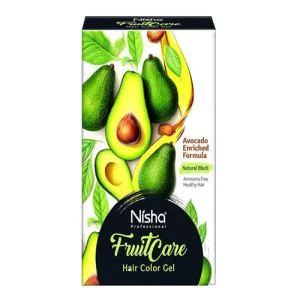 Avocado
Enriched
Formula
Natural Black
Ammonia Free
Healthy Hair
Nisha
Professional
FruitCare
Hair Color Gel